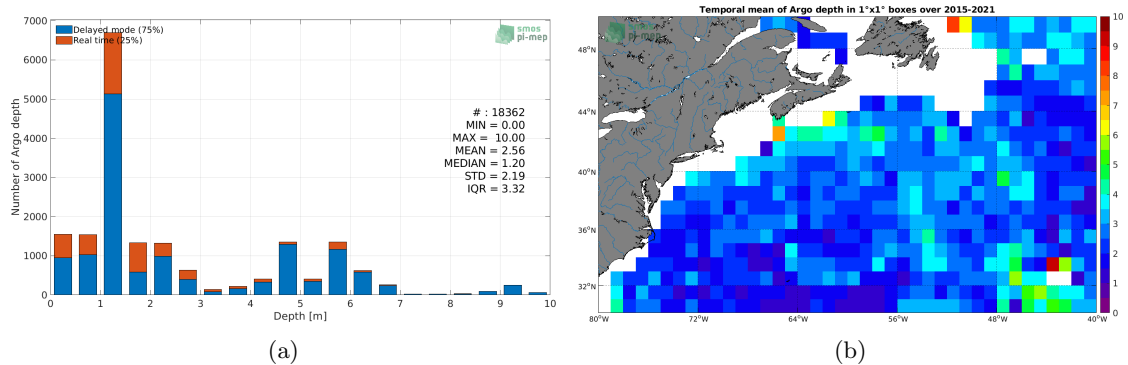 7000
6000
5000
4000
3000
2000
1000
0
Number of Argo depth
Delayed mode (75%)
Real time (25%)
smos
pi-mep
# : 18362
MIN = 0.00
MAX = 10.00
MEAN = 2.56
MEDIAN = 1.20
STD = 2.19
IQR = 3.32
0 1 2 3 4 5 6 7 8 9 10
Depth [m]
(a)
Temporal mean of Argo depth in 1°x1° boxes over 2015-2021
smos
pi-mep
48°N
44°N
40°N
36°N
32°N
80°W 72°W 64°W 56°W 48°W 40°W
10
9
8
7
6
5
4
3
2
1
0
(b)